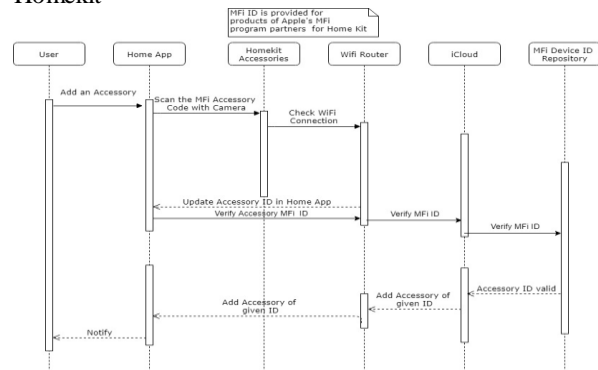 Homekit
MFi ID is provided for
products of Apple's MFi
program partners for Home Kit
User
Home App
Homekit
Accessories
Wifi Router
iCloud
MFi Device ID
Repository
Add an Accessory
Scan the MFi Accessory
Code with Camera
Check WiFi
Connection
Update Accessory ID in Home App
Verify Accessory MFi ID
Verify MFi ID
Verify MFi ID
Accessory ID valid
Add Accessory of
given ID
Add Accessory of
given ID
Notify